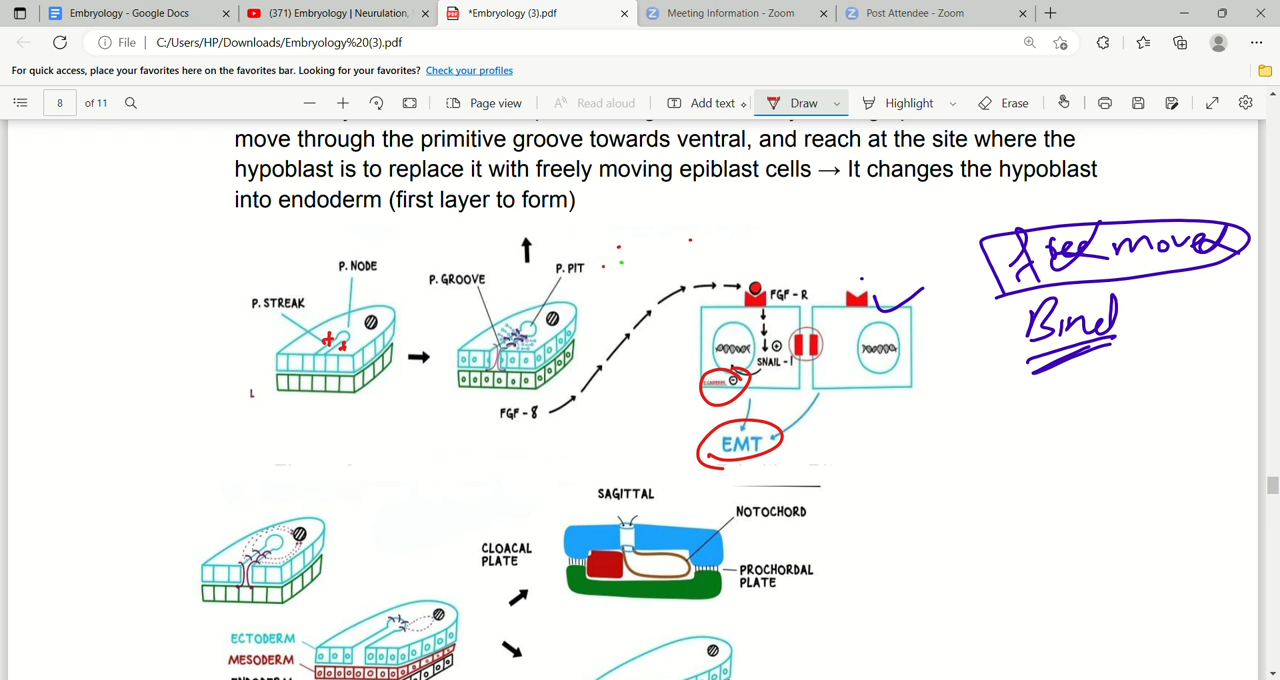 Embryology - Google Docs
(371) Embryology | Neurulation,
*Embryology (3).pdf
Meeting Information - Zoom
Post Attendee - Zoom
File
C:/Users/HP/Downloads/Embryology%20(3).pdf
For quick access, place your favorites here on the favorites bar. Looking for your favorites? Check your profiles
8 of 11
Page view
Read aloud
Add text
Draw
Highlight
Erase
move through the primitive groove towards ventral, and reach at the site where the
hypoblast is to replace it with freely moving epiblast cells → It changes the hypoblast
into endoderm (first layer to form)
P. NODE
P. STREAK
P. GROOVE
P. PIT
FGF - 8
FGF - R
SNAIL - 1
EMT
free moved
Bind
L
SAGITTAL
NOTOCHORD
CLOACAL
PLATE
PROCHORDAL
PLATE
ECTODERM
MESODERM